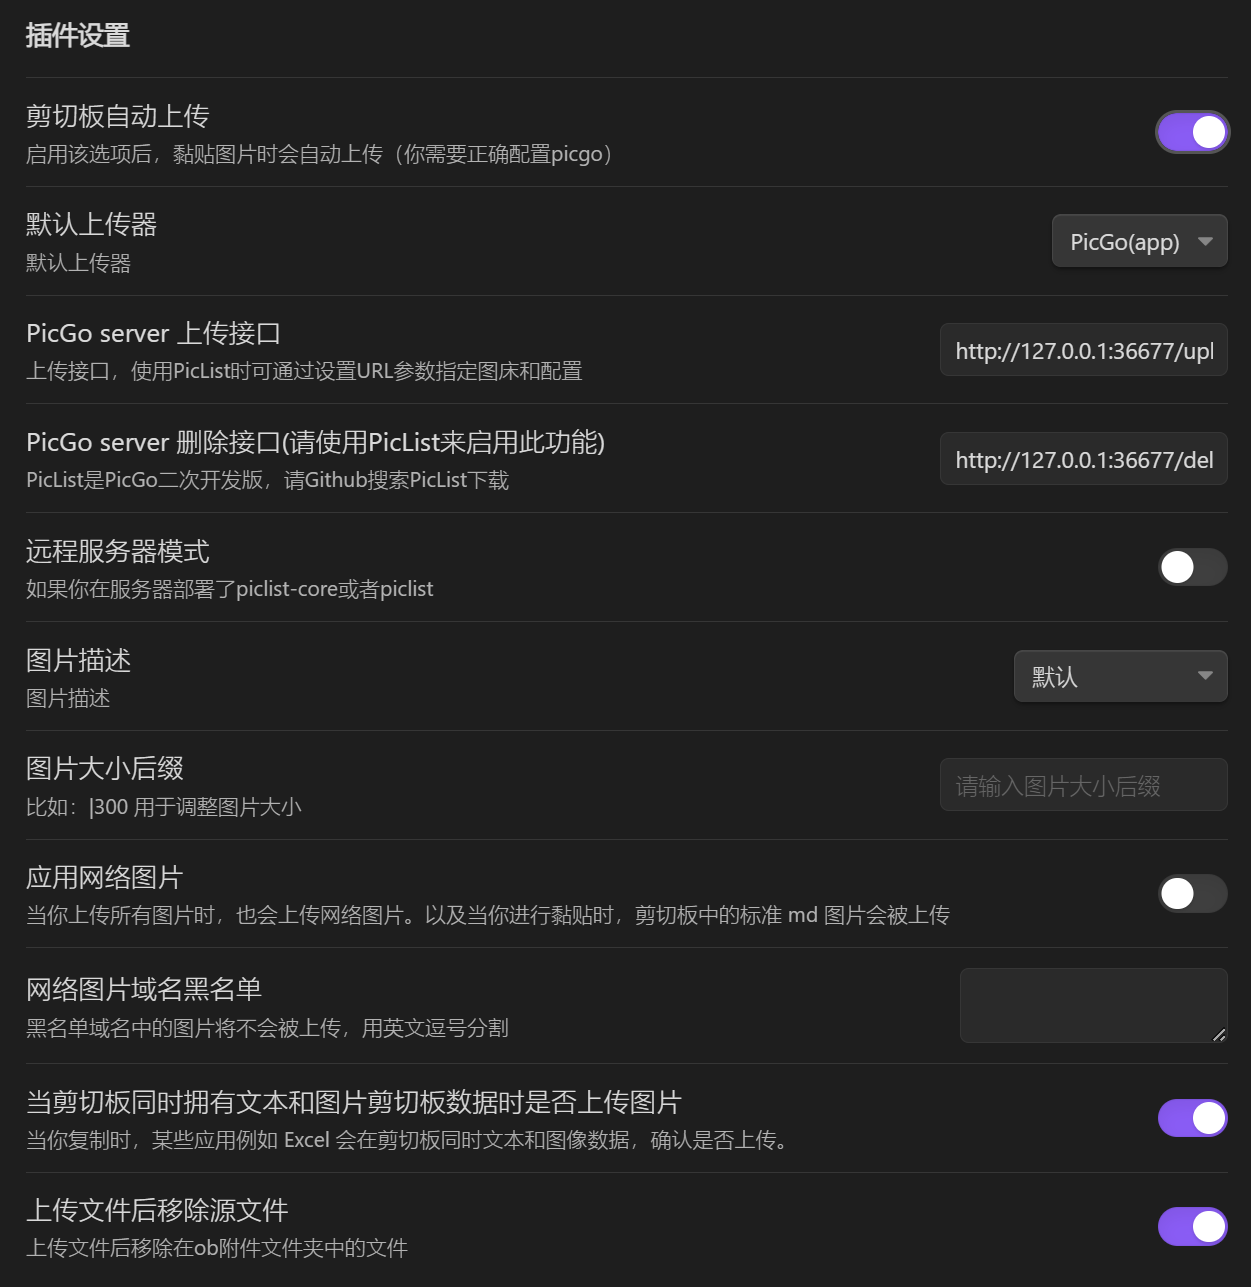 插件设置
剪切板自动上传
启用该选项后，黏贴图片时会自动上传（你需要正确配置picgo）
默认上传器
默认上传器
PicGo(app)
PicGo server 上传接口
上传接口，使用PicList时可通过设置URL参数指定图床和配置
http://127.0.0.1:36677/upl
PicGo server 删除接口(请使用PicList来启用此功能)
PicList是PicGo二次开发版，请Github搜索PicList下载
http://127.0.0.1:36677/del
远程服务器模式
如果你在服务器部署了piclist-core或者piclist
图片描述
图片描述
默认
图片大小后缀
比如：|300 用于调整图片大小
请输入图片大小后缀
应用网络图片
当你上传所有图片时，也会上传网络图片。以及当你进行黏贴时，剪切板中的标准 md 图片会被上传
网络图片域名黑名单
黑名单域名中的图片将不会被上传，用英文逗号分割
当剪切板同时拥有文本和图片剪切板数据时是否上传图片
当你复制时，某些应用例如 Excel 会在剪切板同时文本和图像数据，确认是否上传。
上传文件后移除源文件
上传文件后移除在ob附件文件夹中的文件